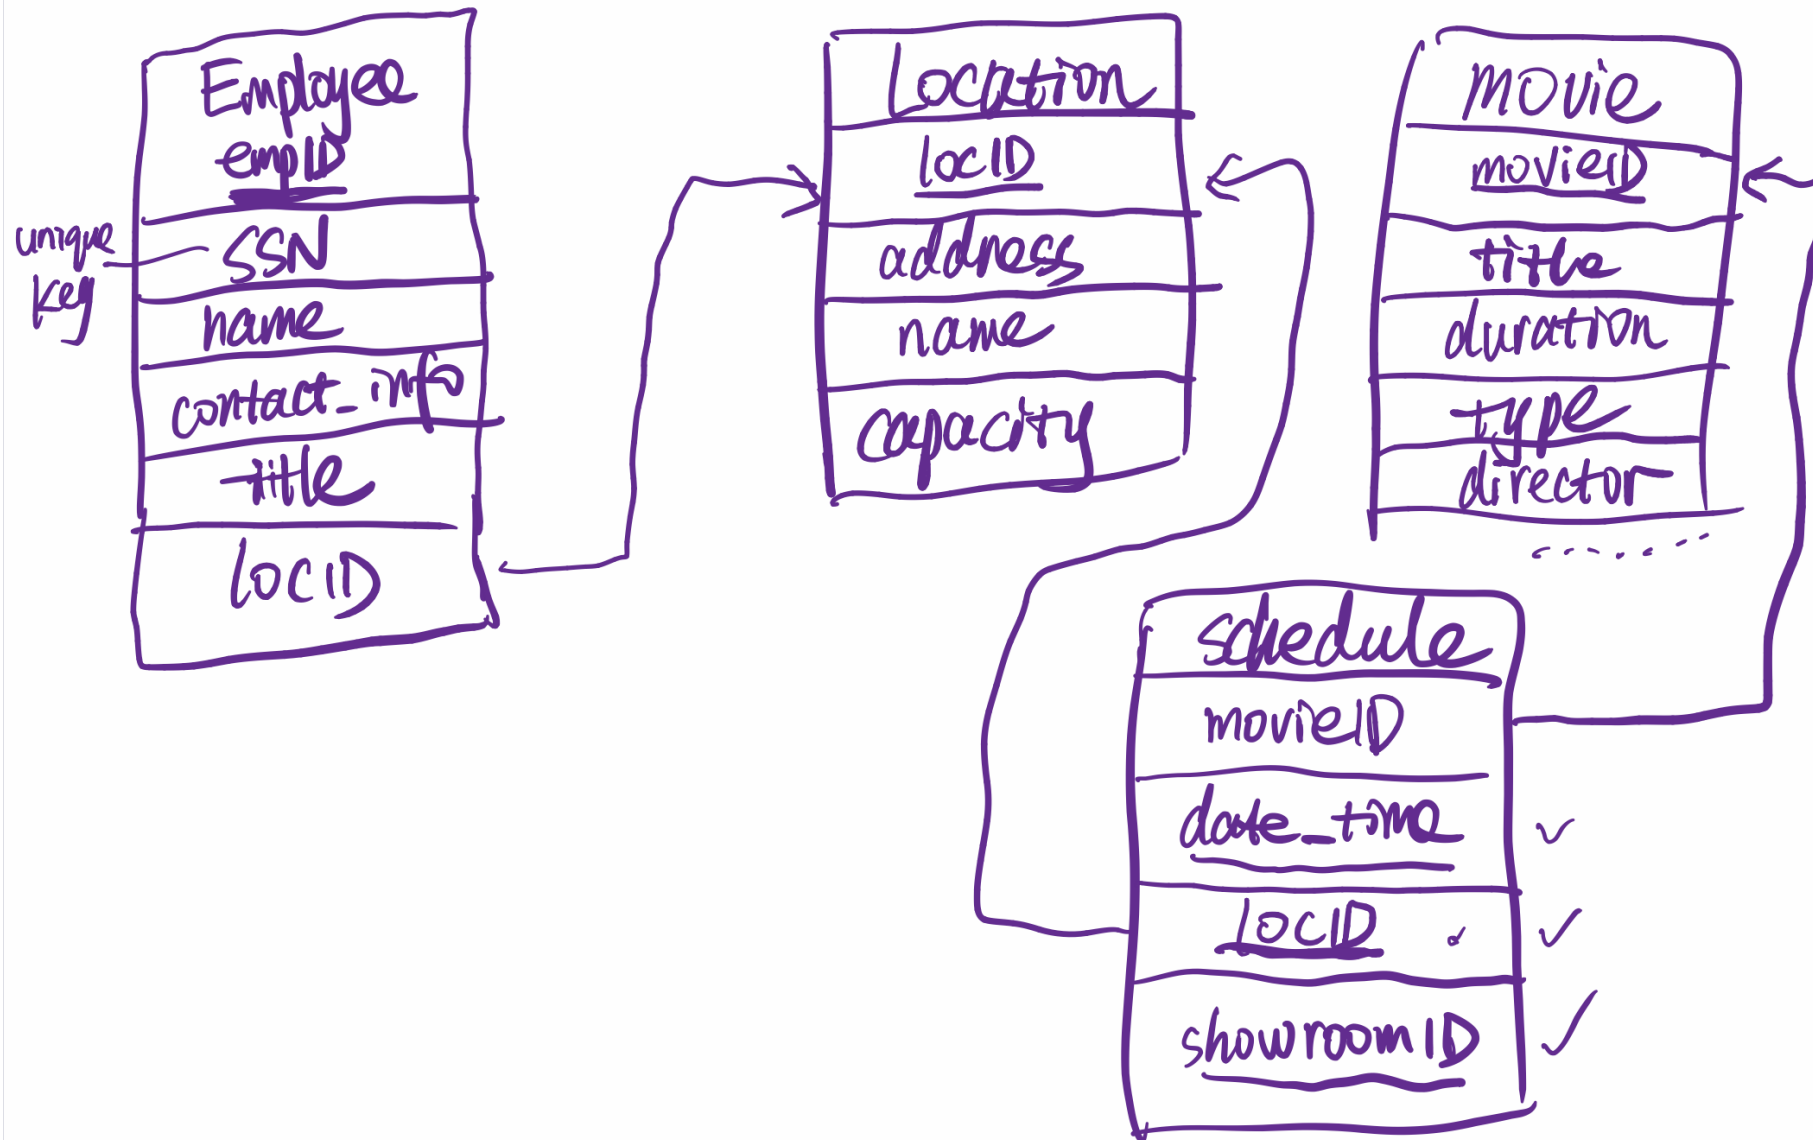 Employee
empID
unique
key
SSN
name
contact_info
title
locID
Location
locID
address
name
capacity
movie
movieID
title
duration
type
director
schedule
movieID
date_time
locID
showroomID